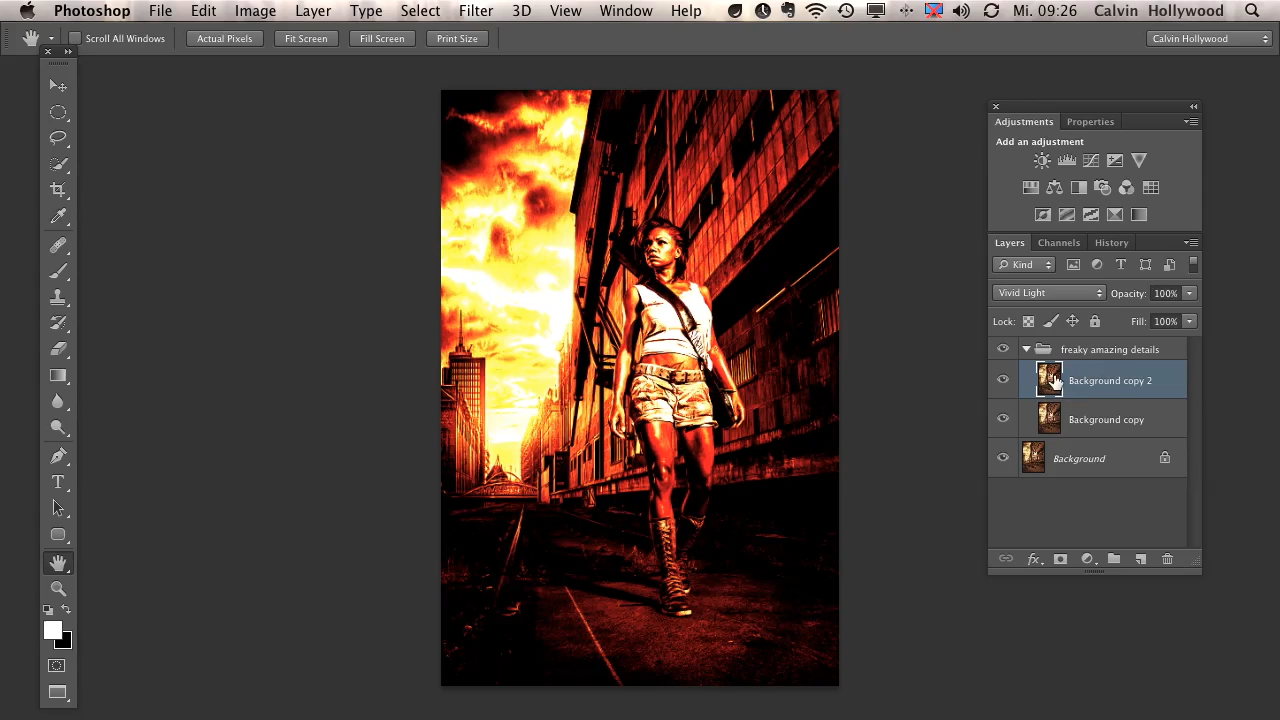 Photoshop File Edit Image Layer Type Select Filter 3D View Window Help Mi. 09:26 Calvin Hollywood
Scroll All Windows Actual Pixels Fit Screen Fill Screen Print Size Calvin Hollywood
Adjustments Properties
Add an adjustment
Layers Channels History
Kind T
Vivid Light Opacity: 100%
Lock: Fill: 100%
freaky amazing details
Background copy 2
Background copy
Background
fx
T